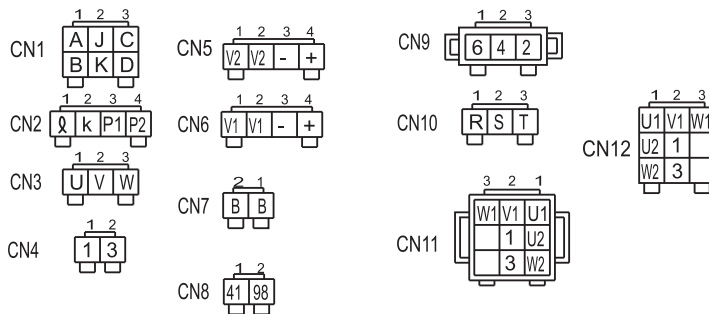 CN1
1 2 3
A J C
B K D
CN2
1 2 3 4
ℓ k P1 P2
CN3
1 2 3
U V W
CN4
1 2
1 3
CN5
1 2 3 4
V2 V2 - +
CN6
1 2 3 4
V1 V1 - +
CN7
2 1
B B
CN8
1 2
41 98
CN9
1 2 3
6 4 2
CN10
1 2 3
R S T
CN11
3 2 1
W1 V1 U1
1 U2
3 W2
CN12
1 2 3
U1 V1 W1
U2 1
W2 3